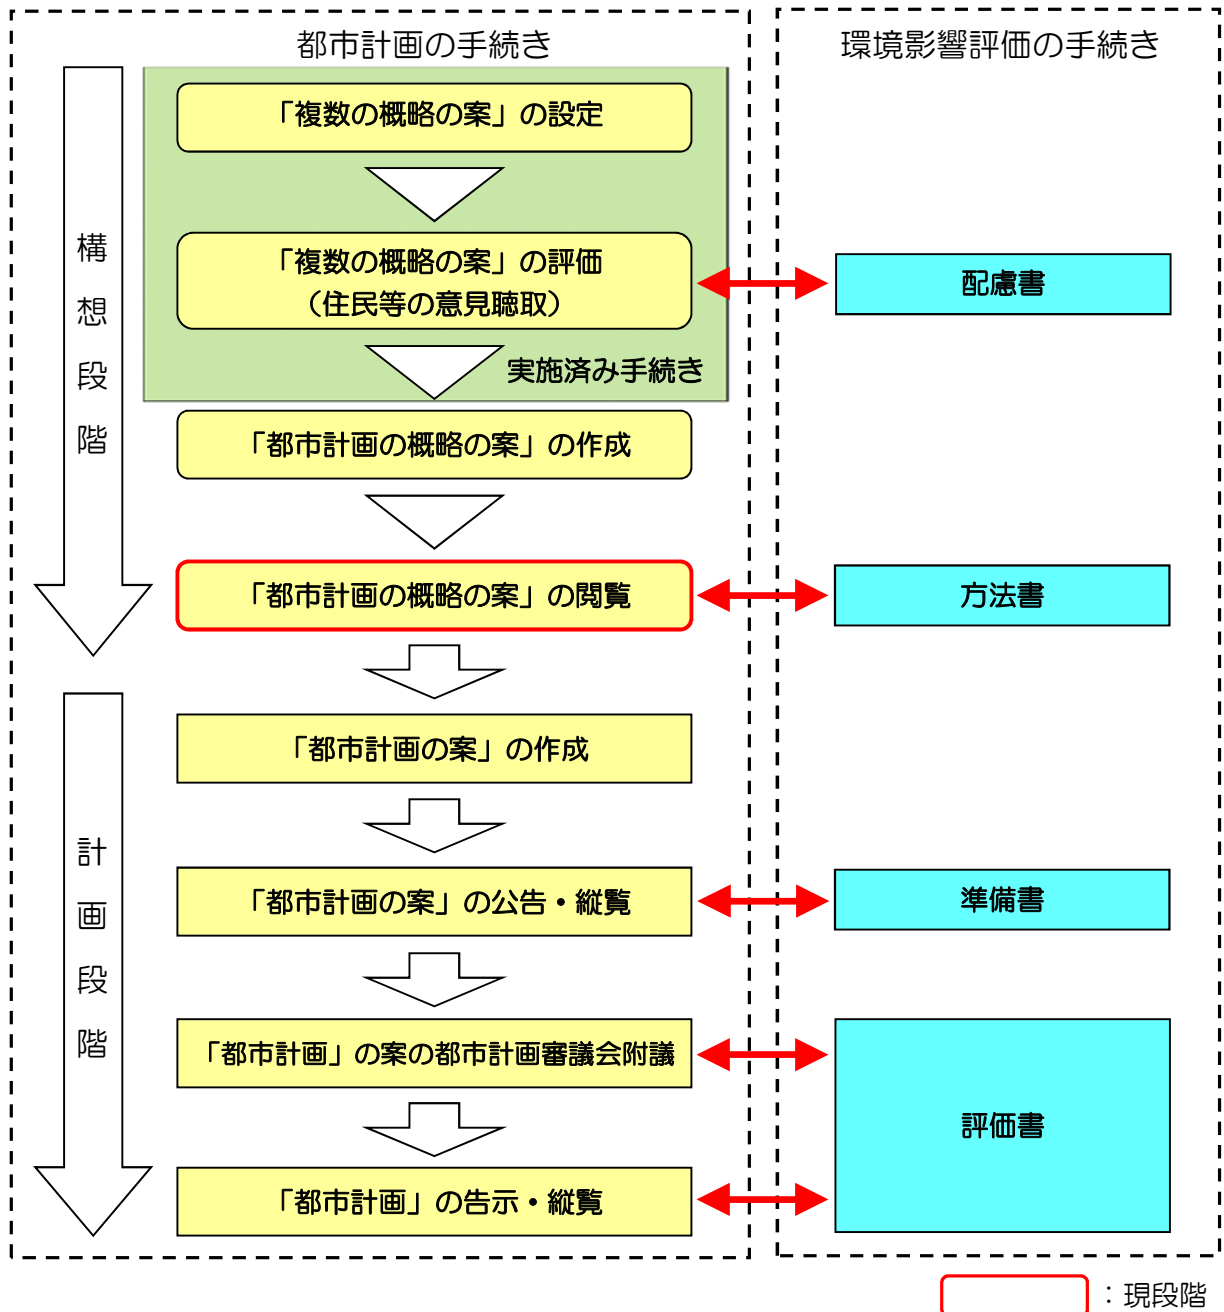 都市計画の手続き
環境影響評価の手続き
構想段階
「複数の概略の案」の設定
「複数の概略の案」の評価
（住民等の意見聴取）
配慮書
実施済み手続き
「都市計画の概略の案」の作成
「都市計画の概略の案」の閲覧
方法書
計画段階
「都市計画の案」の作成
「都市計画の案」の公告・縦覧
準備書
「都市計画」の案の都市計画審議会附議
評価書
「都市計画」の告示・縦覧
：現段階